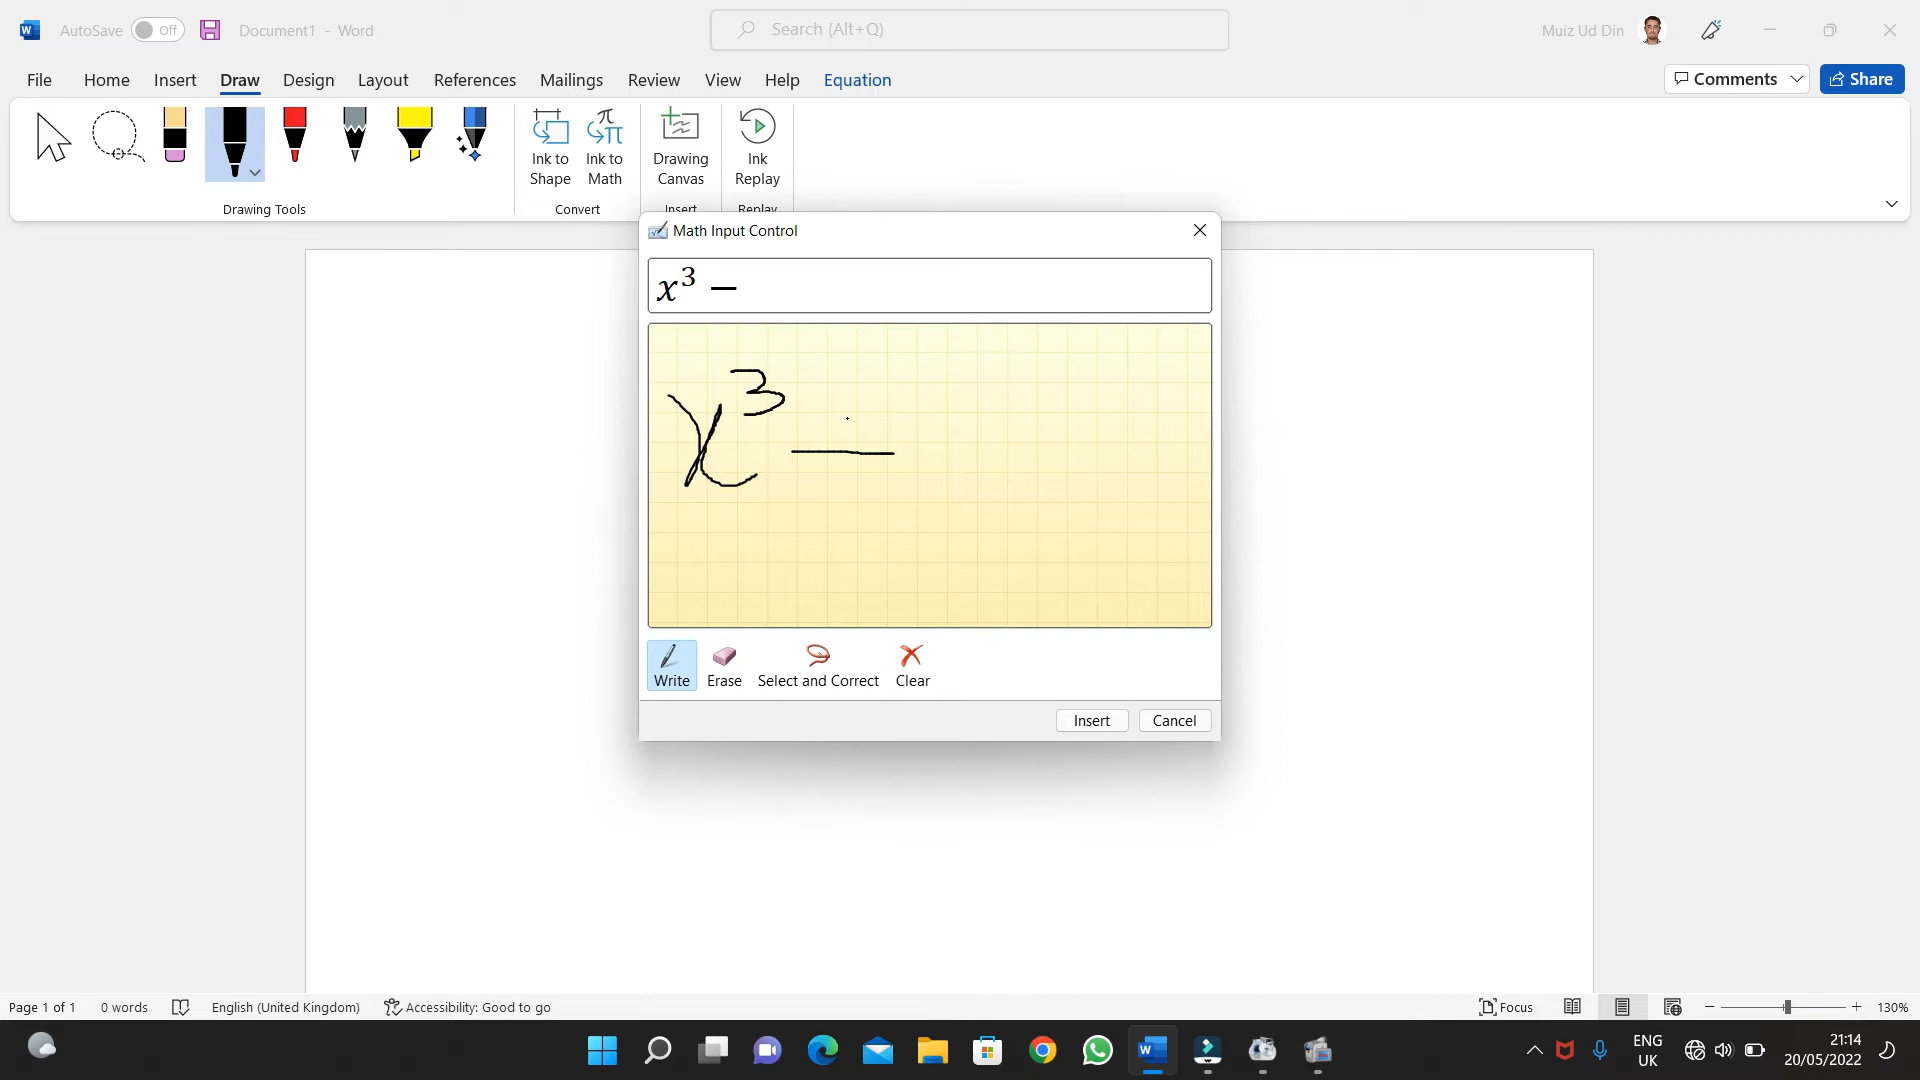 W AutoSave Off Document1 - Word Search (Alt+Q) Muiz Ud Din
File Home Insert Draw Design Layout References Mailings Review View Help Equation Comments Share
Ink to Shape
Ink to Math
Drawing Canvas
Ink Replay
Drawing Tools Convert Insert Replay
Math Input Control
x³ −
x³ −
Write Erase Select and Correct Clear
Insert Cancel
Page 1 of 1 0 words English (United Kingdom) Accessibility: Good to go Focus 130%
ENG 21:14
UK 20/05/2022